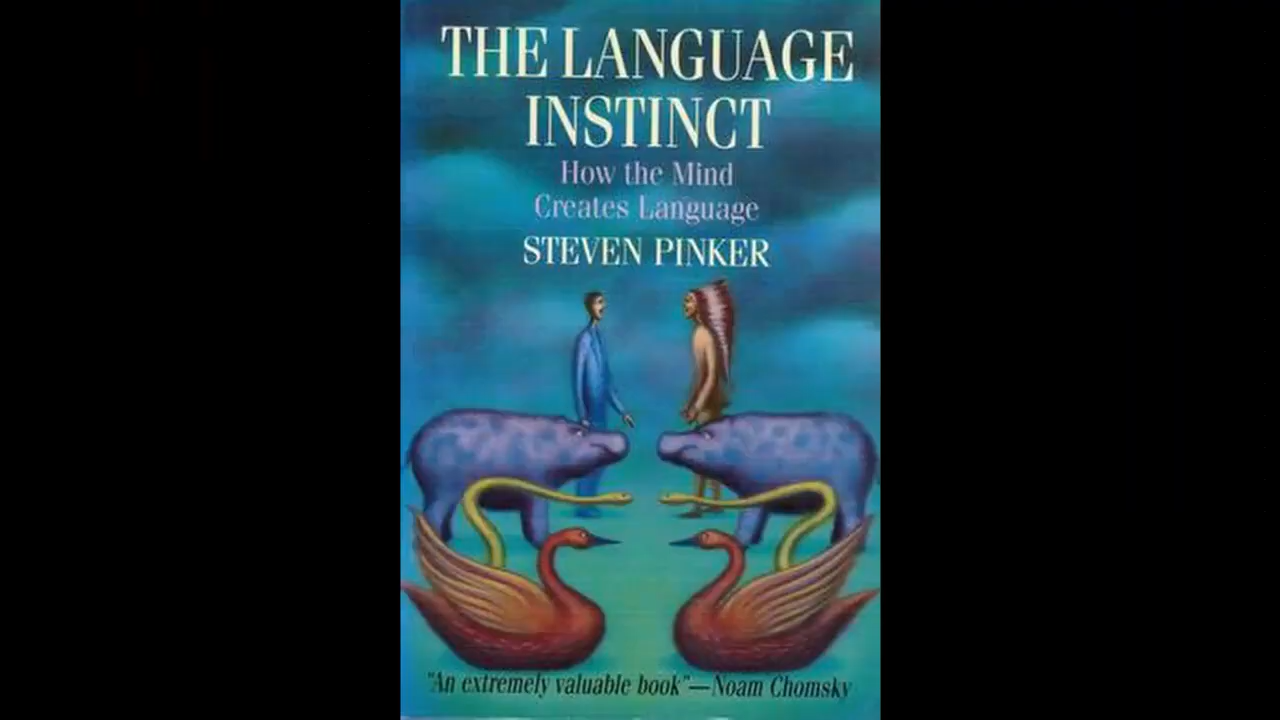 THE LANGUAGE
INSTINCT
How the Mind
Creates Language
STEVEN PINKER
"An extremely valuable book"—Noam Chomsky